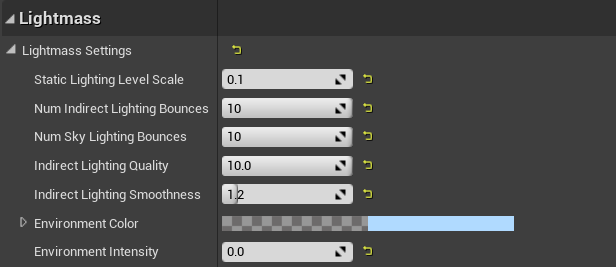 Lightmass
Lightmass Settings
Static Lighting Level Scale 0.1
Num Indirect Lighting Bounces 10
Num Sky Lighting Bounces 10
Indirect Lighting Quality 10.0
Indirect Lighting Smoothness 1.2
Environment Color
Environment Intensity 0.0